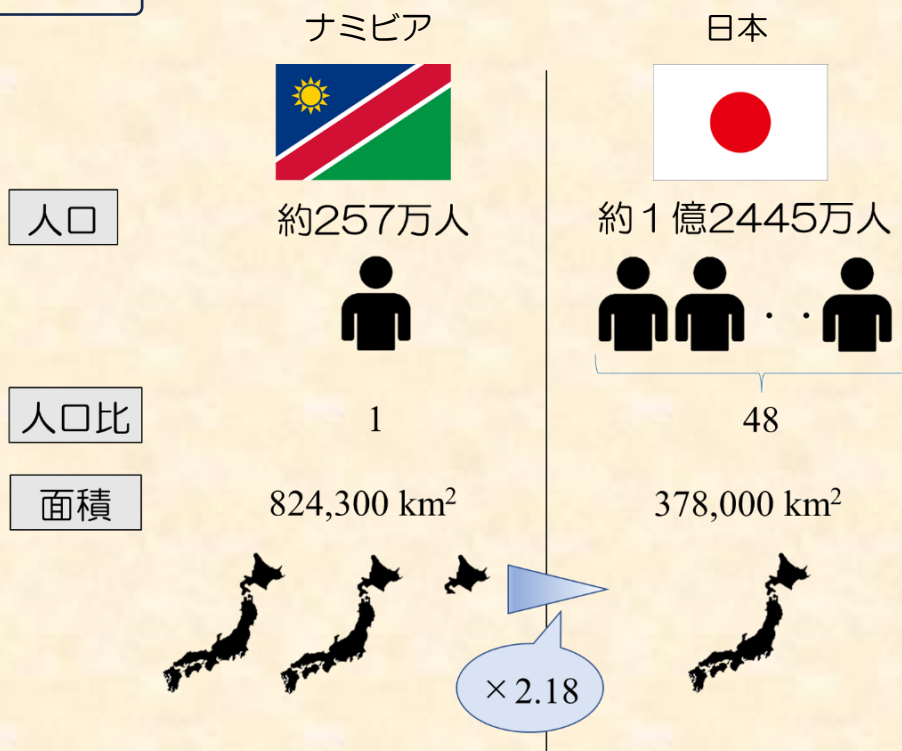 ナミビア
日本
人口
約257万人
約1億2445万人
・・
人口比
1
48
面積
824,300 km²
378,000 km²
×2.18